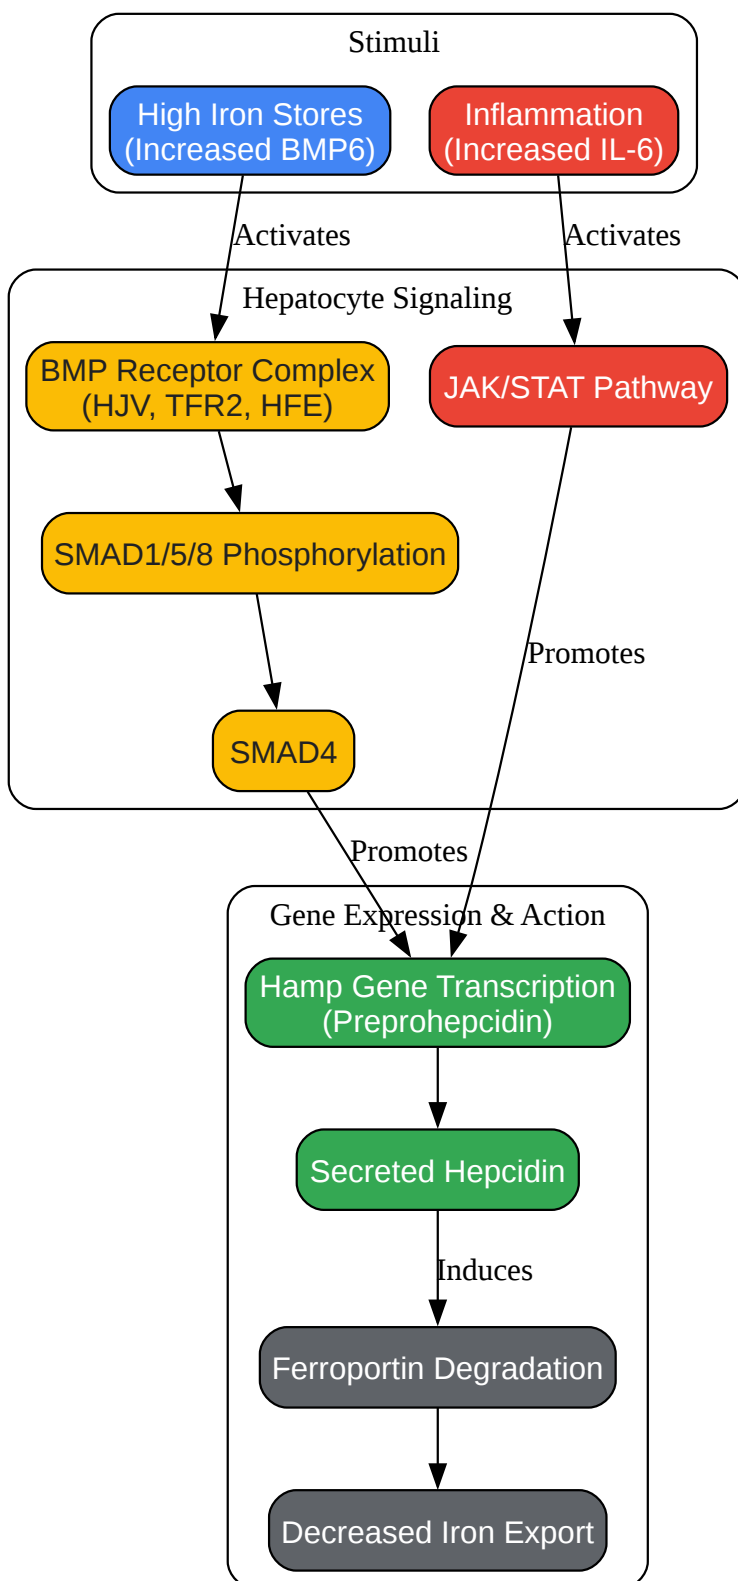 Stimuli
High Iron Stores
(Increased BMP6)
Inflammation
(Increased IL-6)
Activates
Activates
Hepatocyte Signaling
BMP Receptor Complex
(HJV, TFR2, HFE)
JAK/STAT Pathway
SMAD1/5/8 Phosphorylation
Promotes
SMAD4
Promotes
Gene Expression & Action
Hamp Gene Transcription
(Preprohepcidin)
Secreted Hepcidin
Induces
Ferroportin Degradation
Decreased Iron Export